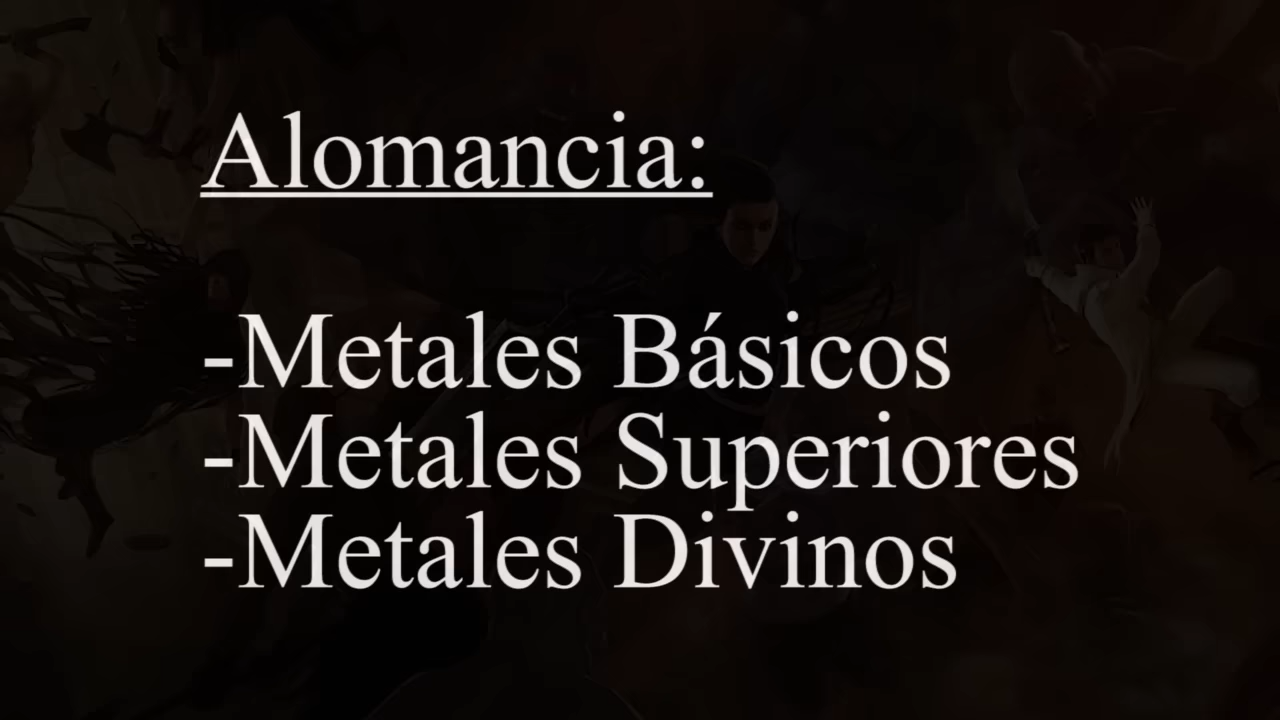 Alomancia:
-Metales Básicos
-Metales Superiores
-Metales Divinos